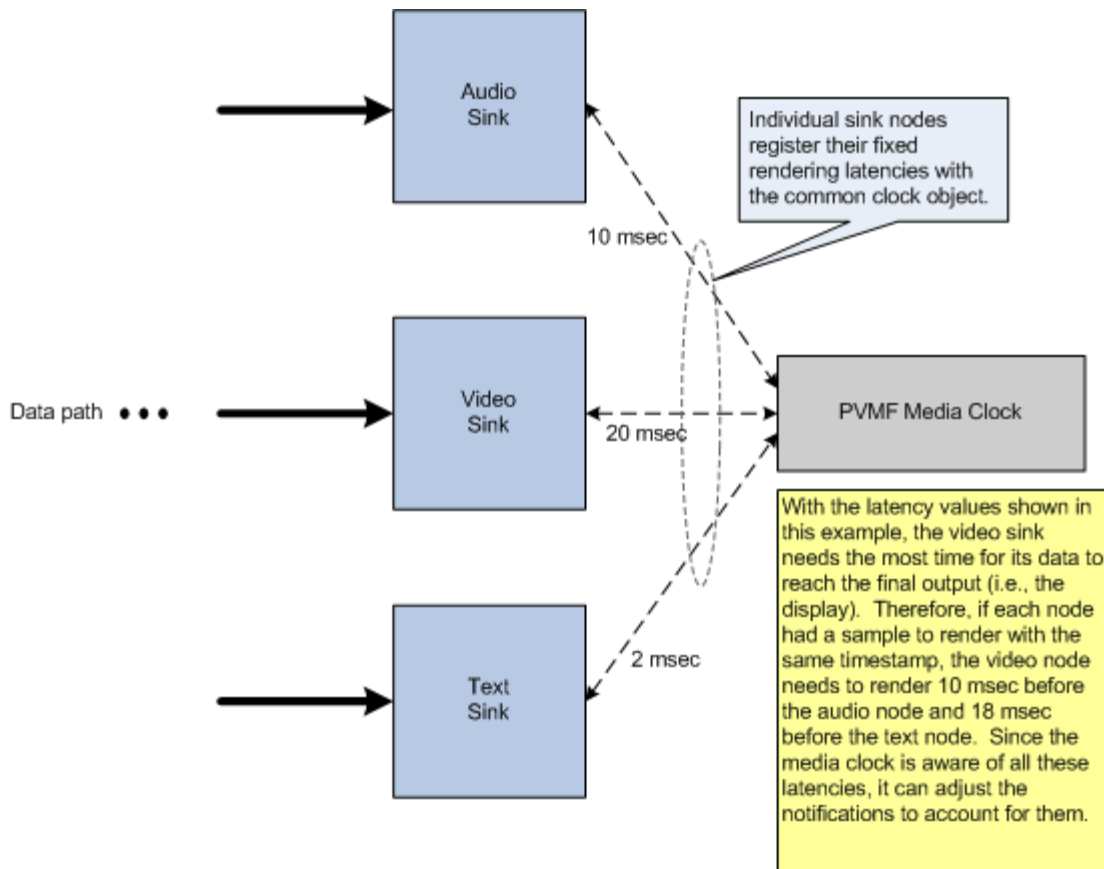 Audio
Sink
Individual sink nodes
register their fixed
rendering latencies with
the common clock object.
10 msec
Data path
Video
Sink
20 msec
PVMF Media Clock
With the latency values shown in
this example, the video sink
needs the most time for its data to
reach the final output (i.e., the
display).  Therefore, if each node
had a sample to render with the
same timestamp, the video node
needs to render 10 msec before
the audio node and 18 msec
before the text node.  Since the
media clock is aware of all these
latencies, it can adjust the
notifications to account for them.
2 msec
Text
Sink